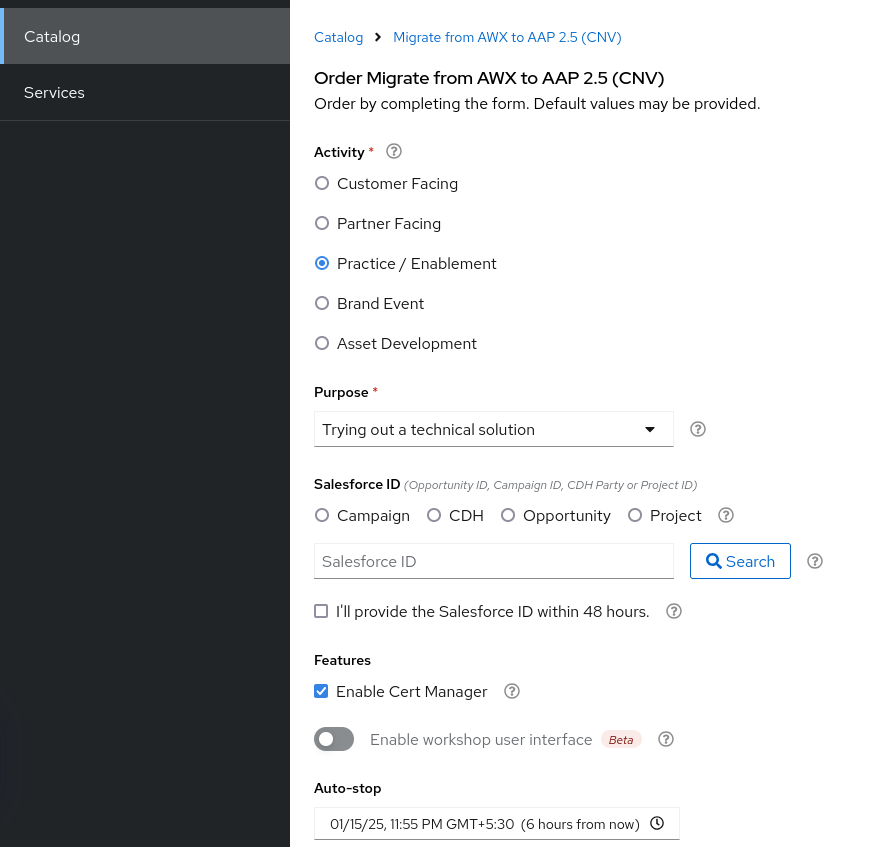 Catalog
Services
Catalog > Migrate from AWX to AAP 2.5 (CNV)
Order Migrate from AWX to AAP 2.5 (CNV)
Order by completing the form. Default values may be provided.
Activity *
Customer Facing
Partner Facing
Practice / Enablement
Brand Event
Asset Development
Purpose *
Trying out a technical solution
Salesforce ID (Opportunity ID, Campaign ID, CDH Party or Project ID)
Campaign CDH Opportunity Project
Salesforce ID Search
I'll provide the Salesforce ID within 48 hours.
Features
Enable Cert Manager
Enable workshop user interface Beta
Auto-stop
01/15/25, 11:55 PM GMT+5:30 (6 hours from now)